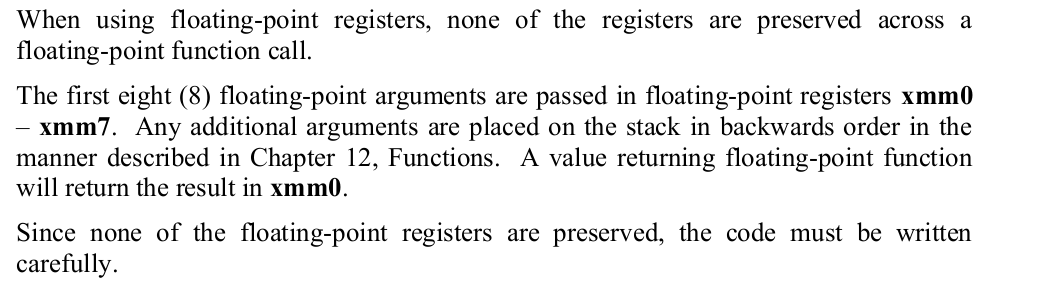 When using floating-point registers, none of the registers are preserved across a
floating-point function call.
The first eight (8) floating-point arguments are passed in floating-point registers xmm0
– xmm7. Any additional arguments are placed on the stack in backwards order in the
manner described in Chapter 12, Functions. A value returning floating-point function
will return the result in xmm0.
Since none of the floating-point registers are preserved, the code must be written
carefully.